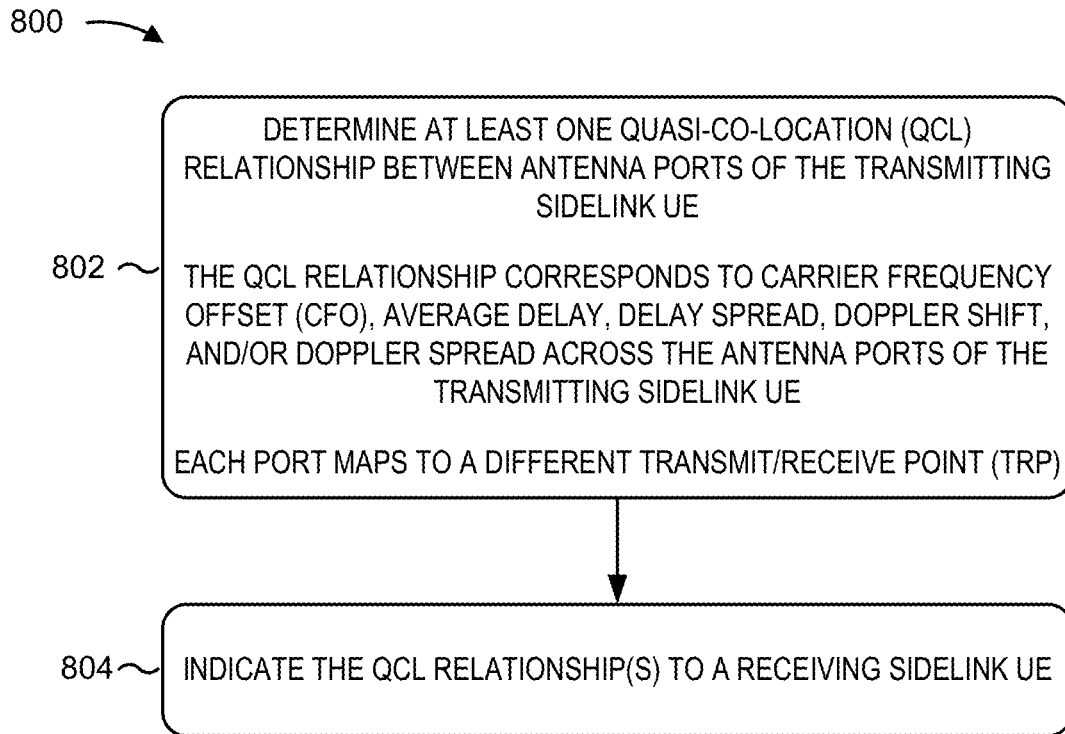 800
DETERMINE AT LEAST ONE QUASI-CO-LOCATION (QCL)
RELATIONSHIP BETWEEN ANTENNA PORTS OF THE TRANSMITTING
SIDELINK UE
802
THE QCL RELATIONSHIP CORRESPONDS TO CARRIER FREQUENCY
OFFSET (CFO), AVERAGE DELAY, DELAY SPREAD, DOPPLER SHIFT,
AND/OR DOPPLER SPREAD ACROSS THE ANTENNA PORTS OF THE
TRANSMITTING SIDELINK UE
EACH PORT MAPS TO A DIFFERENT TRANSMIT/RECEIVE POINT (TRP)
804
INDICATE THE QCL RELATIONSHIP(S) TO A RECEIVING SIDELINK UE